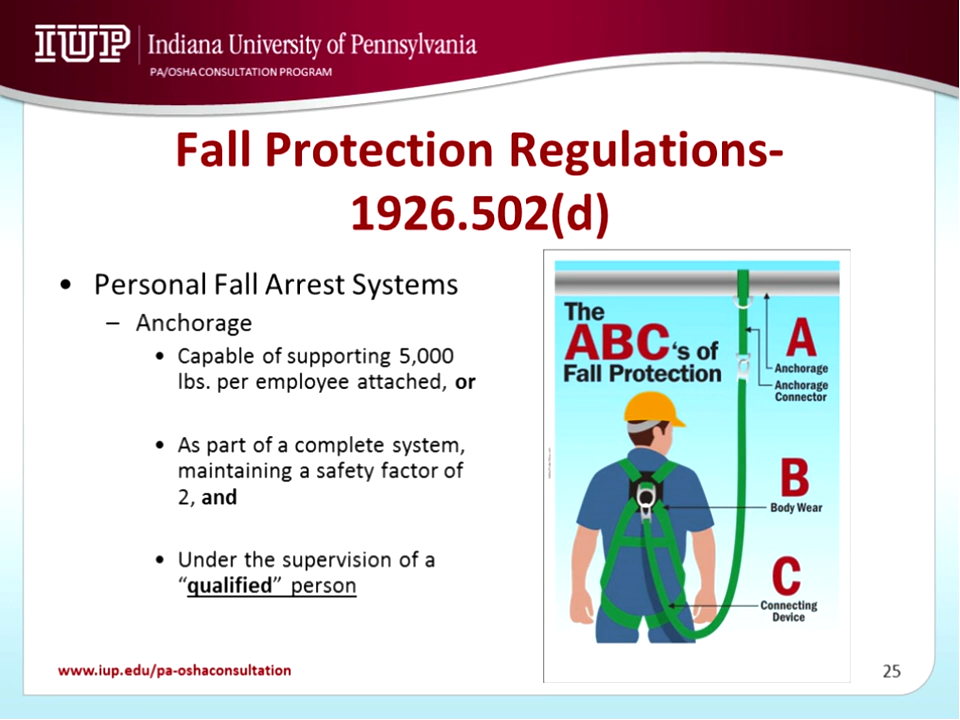 IUP
Indiana University of Pennsylvania
PA/OSHA CONSULTATION PROGRAM
Fall Protection Regulations-
1926.502(d)
• Personal Fall Arrest Systems
– Anchorage
• Capable of supporting 5,000
lbs. per employee attached, or
• As part of a complete system,
maintaining a safety factor of
2, and
• Under the supervision of a
“qualified” person
The
ABC‘s of
Fall Protection
A
Anchorage
Anchorage
Connector
B
Body Wear
C
Connecting
Device
www.iup.edu/pa-oshaconsultation
25